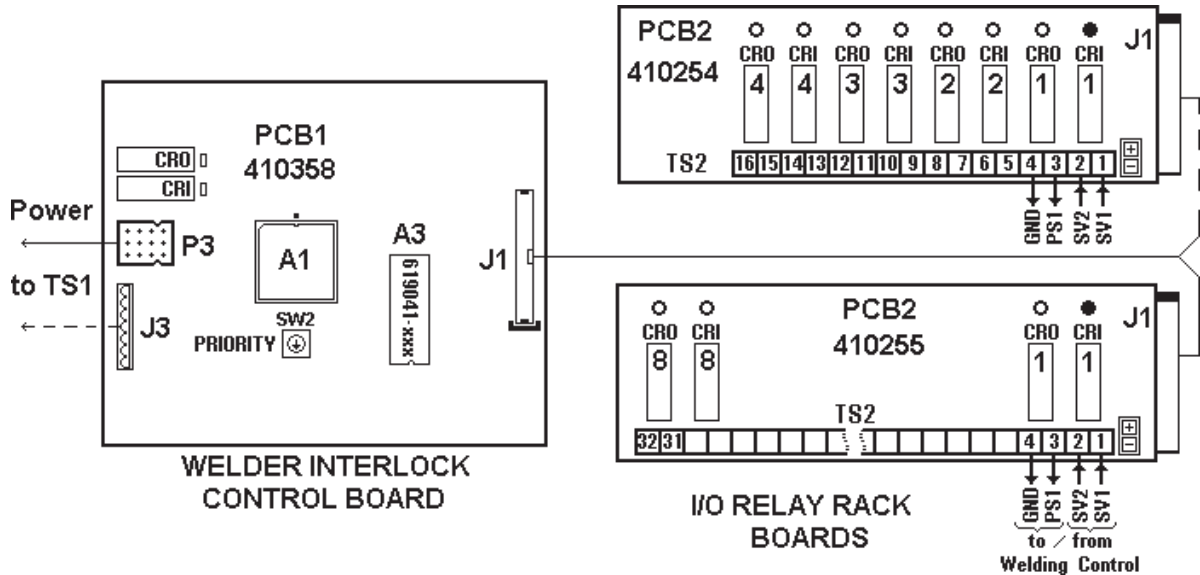 PCB1
410358
CRO
CRI
Power
P3
to TS1
J3
A1
SW2
PRIORITY
A3
619041-xxx
J1
WELDER INTERLOCK
CONTROL BOARD
PCB2
410254
CRO CRI CRO CRI CRO CRI CRO CRI
4 4 3 3 2 2 1 1
J1
TS2
16 15 14 13 12 11 10 9 8 7 6 5 4 3 2 1
+
-
GND PS1 SV2 SV1
PCB2
410255
CRO CRI CRO CRI
8 8 1 1
J1
TS2
32 31 4 3 2 1
+
-
GND PS1 SV2 SV1
to / from
Welding Control
I/O RELAY RACK
BOARDS